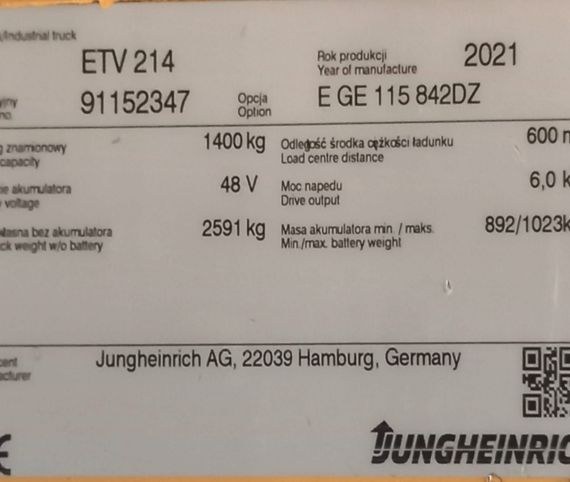 /Industrial truck
ETV 214
Rok produkcji 2021
Year of manufacture
91152347
no.
Opcja E GE 115 842DZ
Option
znamionowy 1400 kg Odległość środka ciężkości ładunku 600
capacity Load centre distance
akumulatora 48 V Moc napędu 6,0
voltage Drive output
bez akumulatora 2591 kg Masa akumulatora min. / maks. 892/1023k
weight w/o battery Min./max. battery weight
Jungheinrich AG, 22039 Hamburg, Germany
JUNGHEINRIC